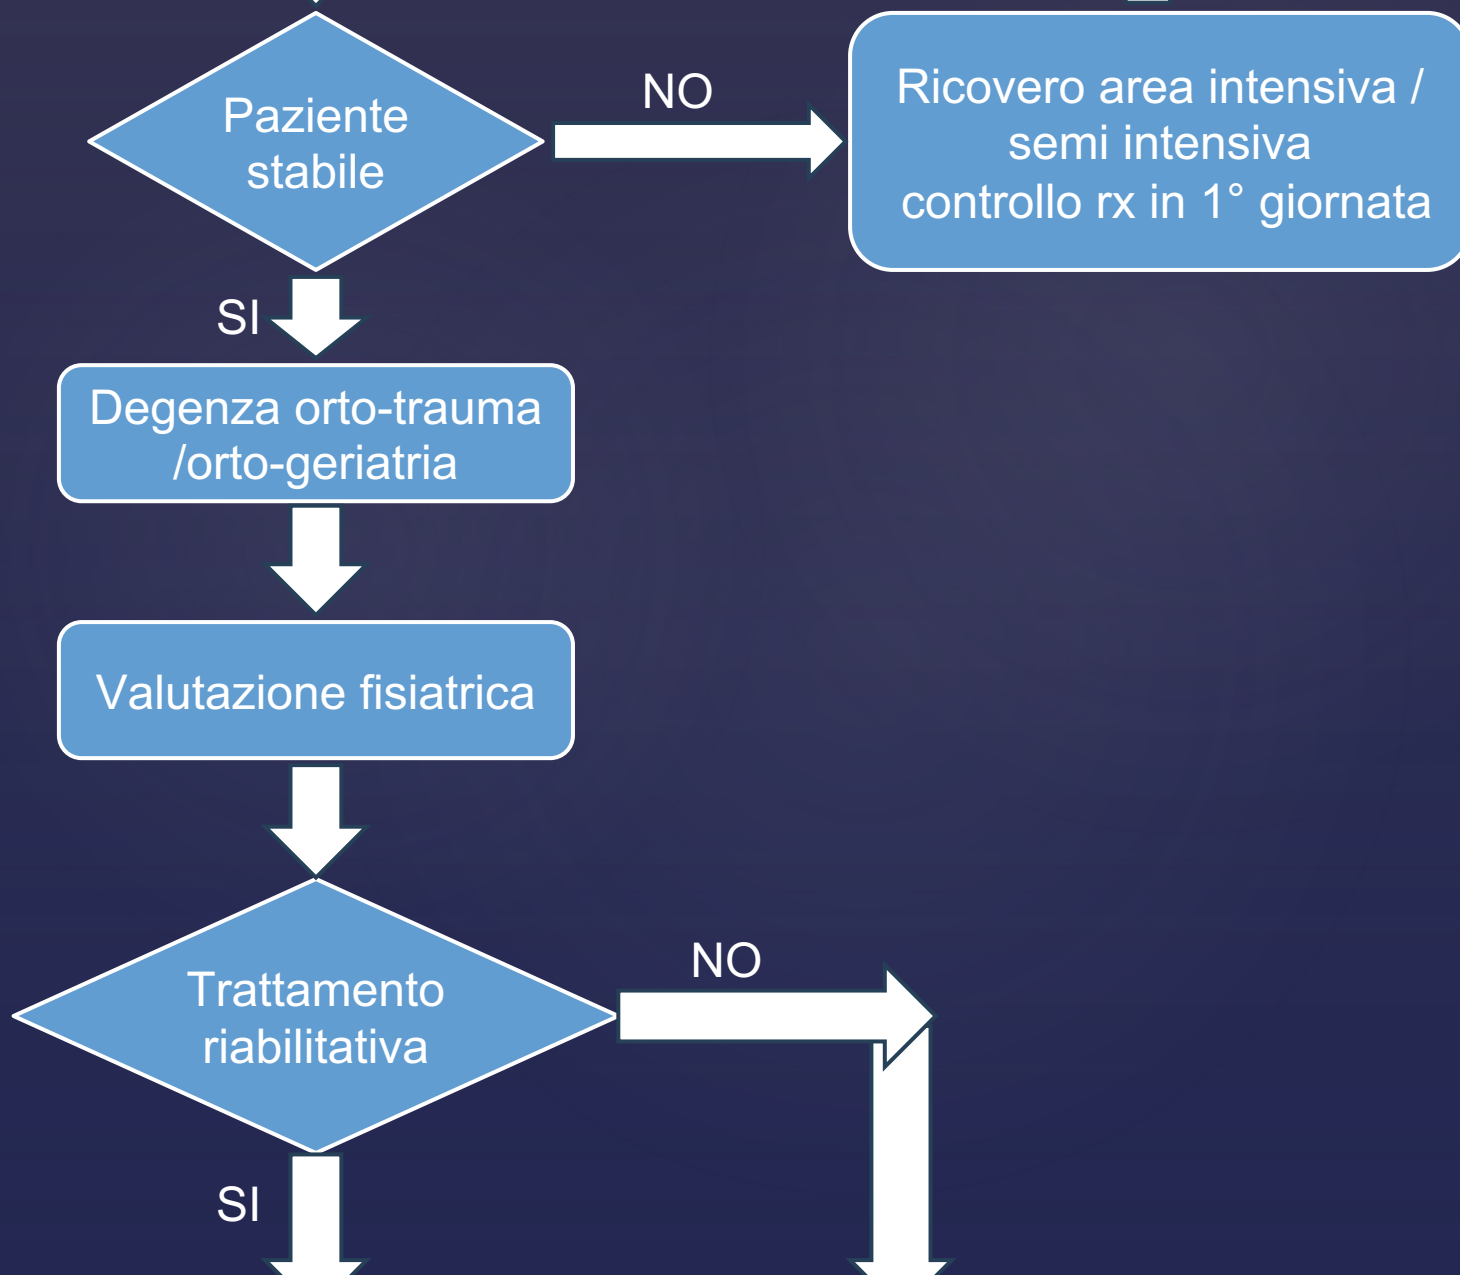 Paziente
stabile
NO
Ricovero area intensiva /
semi intensiva
controllo rx in 1° giornata
SI
Degenza orto-trauma
/orto-geriatria
Valutazione fisiatrica
Trattamento
riabilitativa
NO
SI